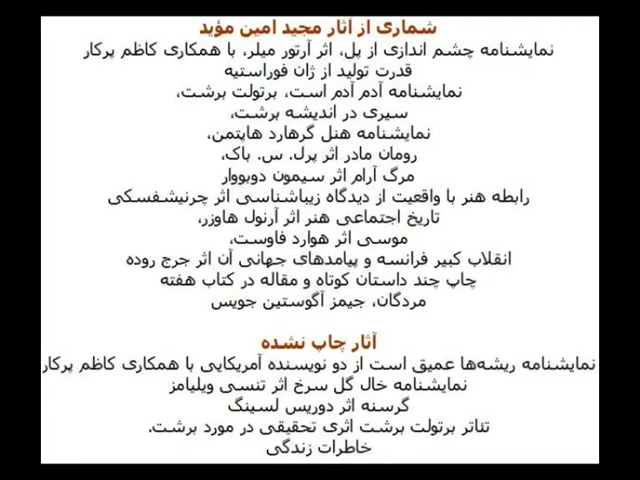 شماری از آثار مجید امین مؤید
نمایشنامه چشم اندازی از پل، اثر آرتور میلر، با همکاری کاظم پرکار
قدرت تولید از ژان فوراستیه
نمایشنامه آدم آدم است، برتولت برشت،
سیری در اندیشه برشت،
نمایشنامه هنل گرهارد هاپتمن،
رومان مادر اثر پرل. س. باک،
مرگ آرام اثر سیمون دوبووار
رابطه هنر با واقعیت از دیدگاه زیباشناسی اثر چرنیشفسکی
تاریخ اجتماعی هنر اثر آرنول هاوزر،
موسی اثر هوارد فاوست،
انقلاب کبیر فرانسه و پیامدهای جهانی آن اثر جرج روده
چاپ چند داستان کوتاه و مقاله در کتاب هفته
مردگان، جیمز آگوستین جویس
آثار چاپ نشده
نمایشنامه ریشه‌ها عمیق است از دو نویسنده آمریکایی با همکاری کاظم پرکار
نمایشنامه خال گل سرخ اثر تنسی ویلیامز
گرسنه اثر دوریس لسینگ
تئاتر برتولت برشت اثری تحقیقی در مورد برشت.
خاطرات زندگی